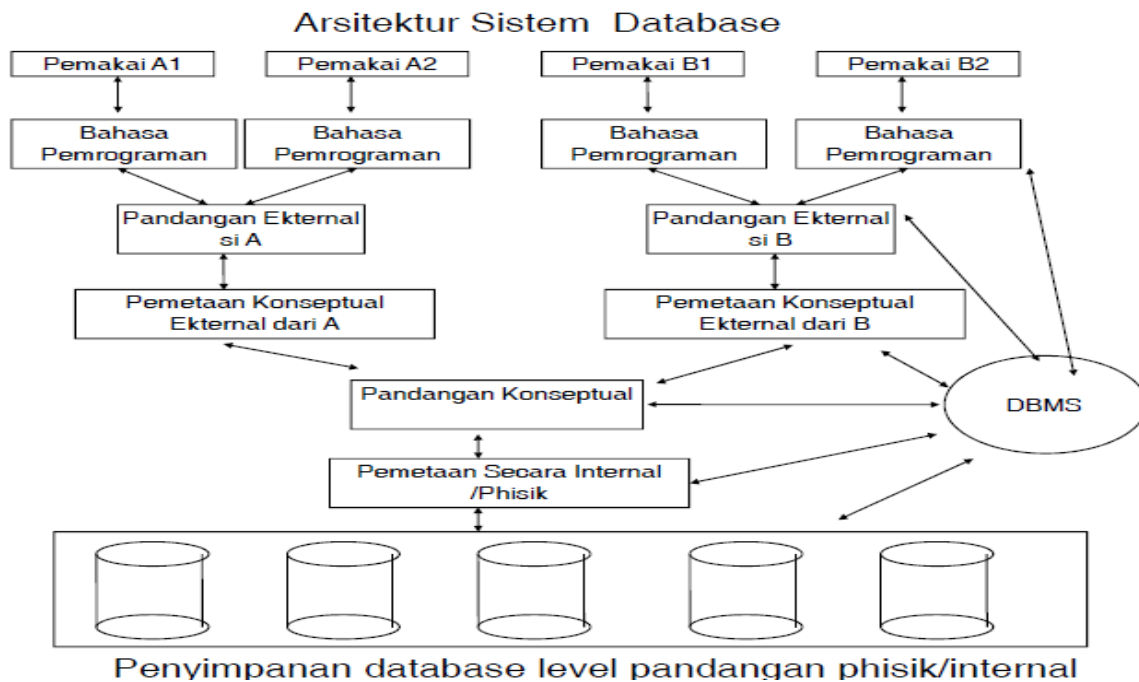 Arsitektur Sistem Database
Pemakai A1
Pemakai A2
Pemakai B1
Pemakai B2
Bahasa
Pemrograman
Bahasa
Pemrograman
Bahasa
Pemrograman
Bahasa
Pemrograman
Pandangan Ekternal
si A
Pandangan Ekternal
si B
Pemetaan Konseptual
Ekternal dari A
Pemetaan Konseptual
Ekternal dari B
Pandangan Konseptual
DBMS
Pemetaan Secara Internal
/Phisik
Penyimpanan database level pandangan phisik/internal